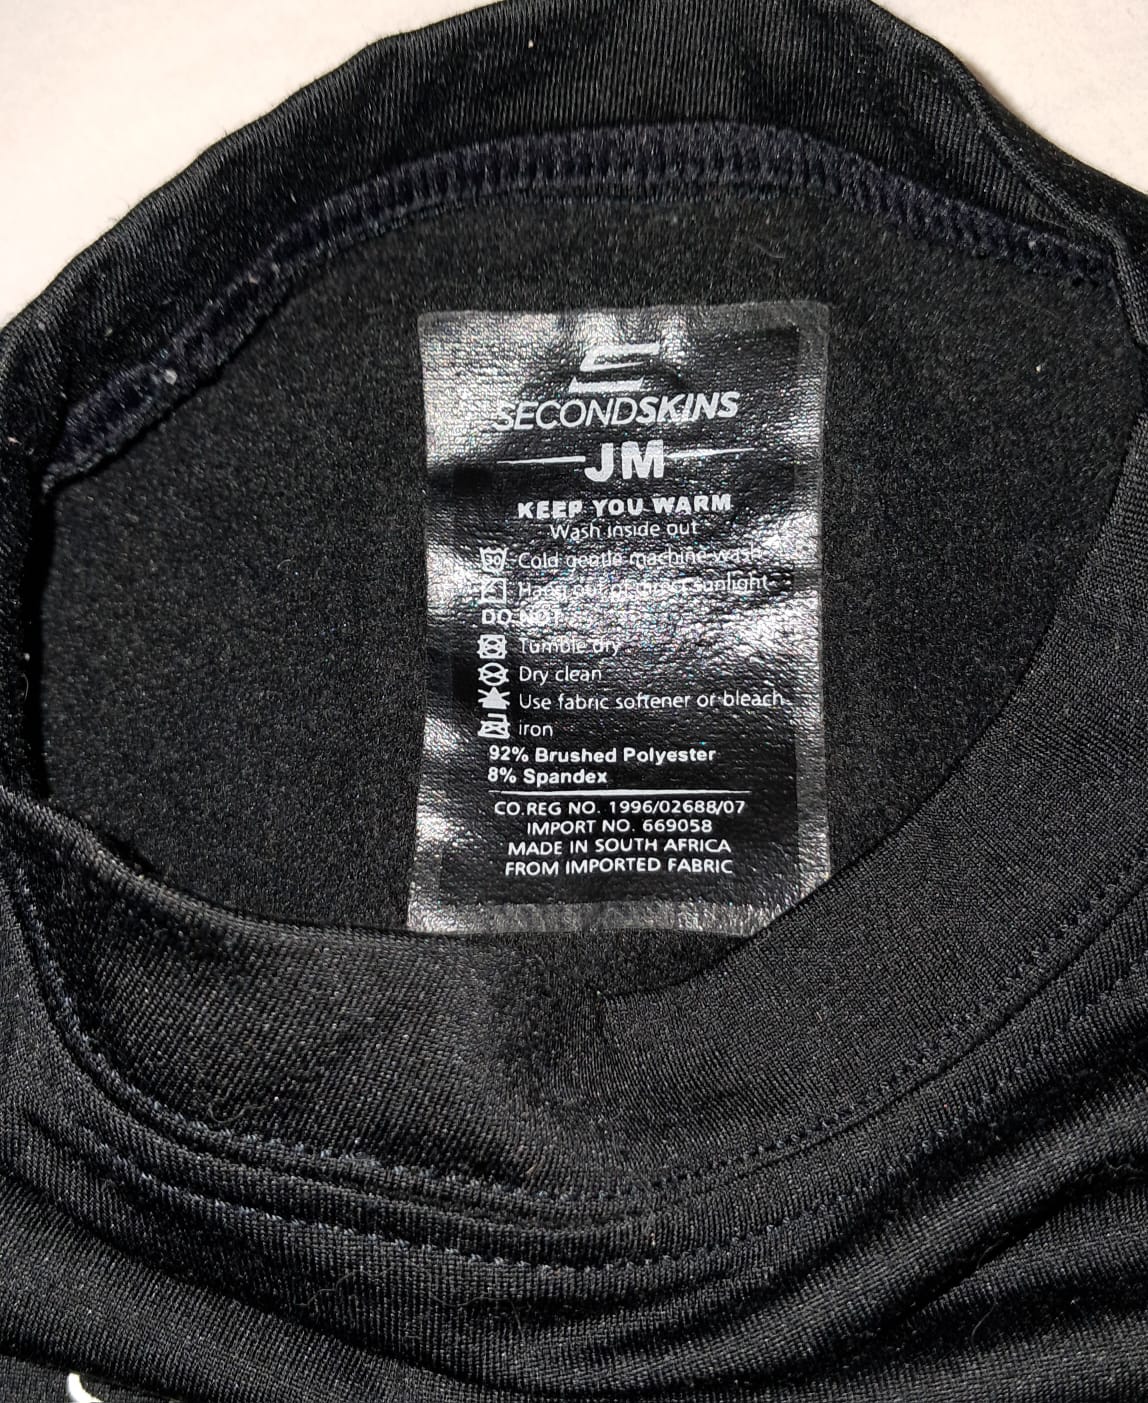 SECONDSKINS
JM
KEEP YOU WARM
Wash inside out
30 Cold gentle machine wash
Hang out of direct sunlight
DO NOT
Tumble dry
Dry clean
Use fabric softener or bleach
iron
92% Brushed Polyester
8% Spandex
CO.REG NO. 1996/02688/07
IMPORT NO. 669058
MADE IN SOUTH AFRICA
FROM IMPORTED FABRIC